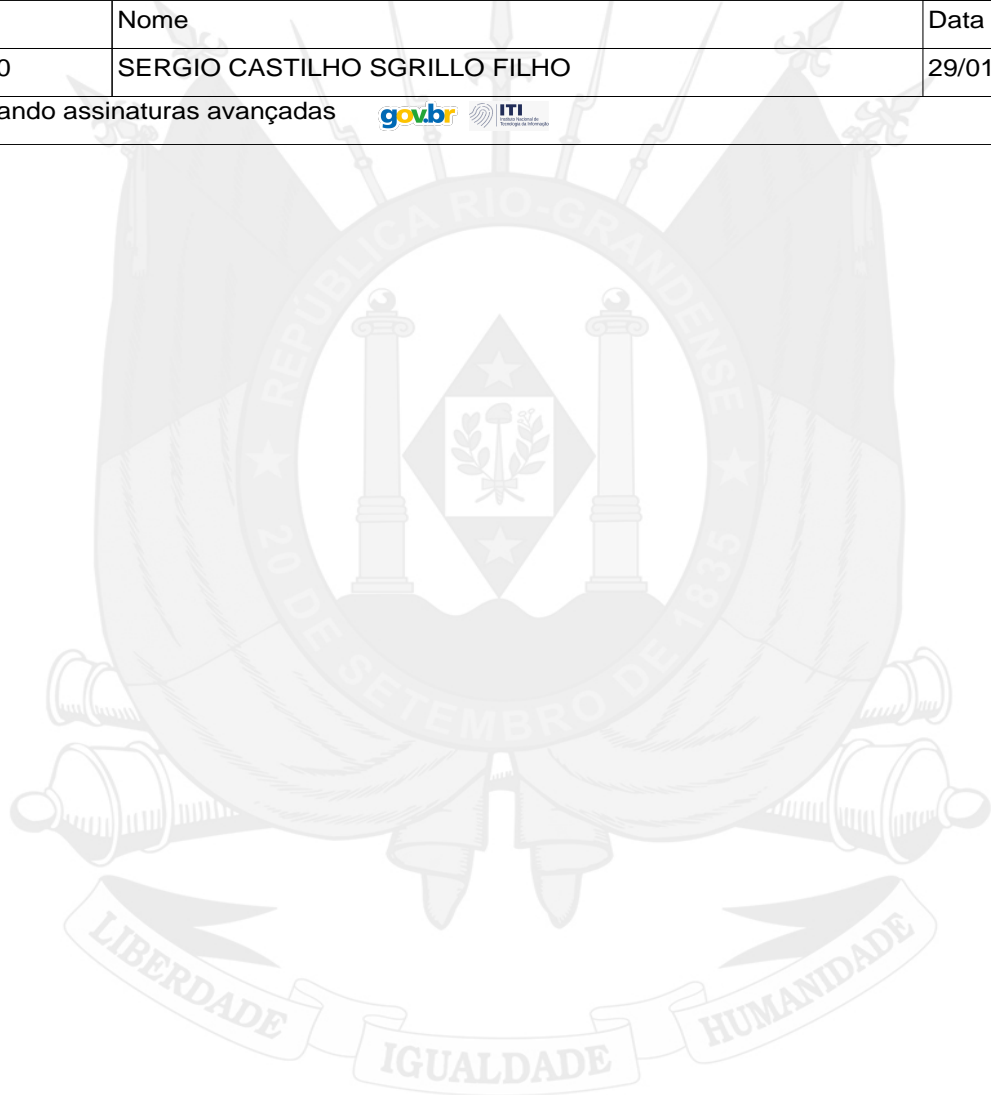 Nome Data
0 SERGIO CASTILHO SGRILLO FILHO 29/01
ando assinaturas avançadas gov.br ITI
REPÚBLICA RIO-GRANDENSE
20 DE SETEMBRO DE 1835
LIBERDADE IGUALDADE HUMANIDADE